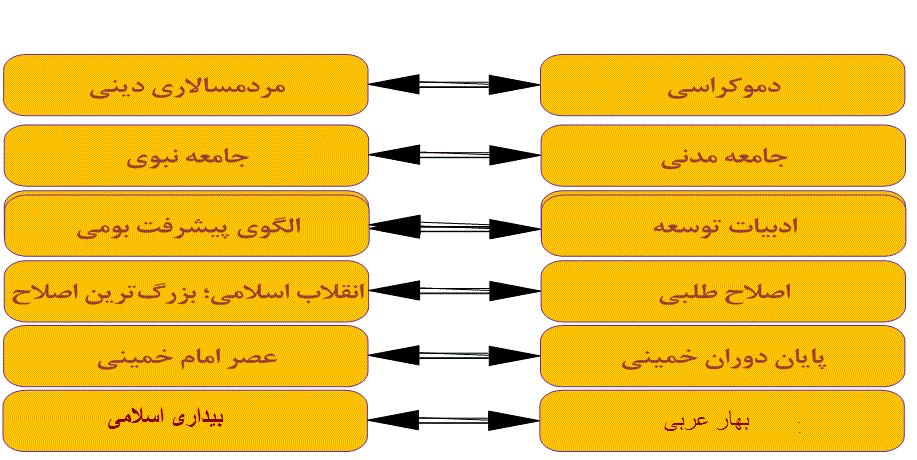 دموکراسی
مردمسالاری دینی
جامعه مدنی
جامعه نبوی
ادبیات توسعه
الگوی پیشرفت بومی
اصلاح طلبی
انقلاب اسلامی؛ بزرگ‌ترین اصلاح
پایان دوران خمینی
عصر امام خمینی
بهار عربی :
بیداری اسلامی